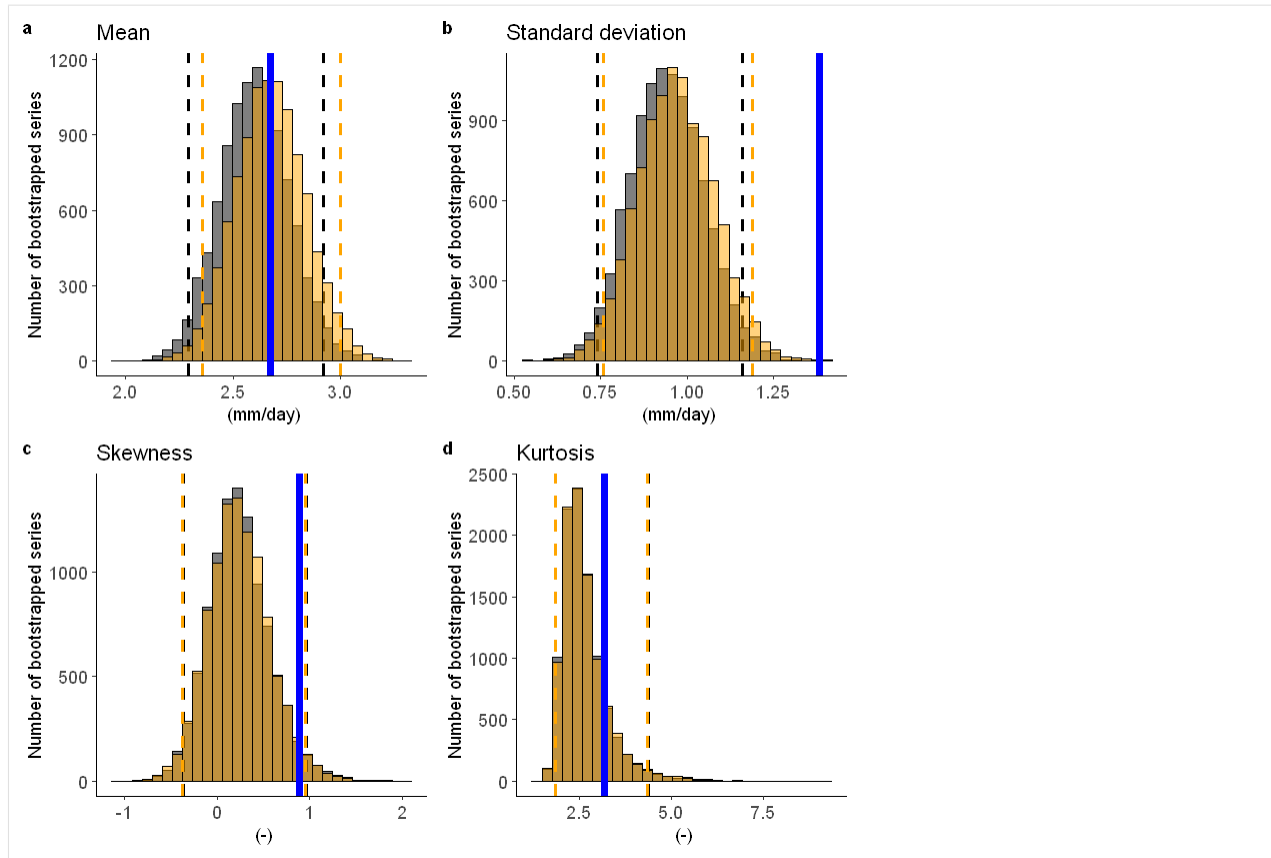 a Mean
Number of bootstrapped series
1200
900
600
300
0
2.0 2.5 3.0
(mm/day)
b Standard deviation
Number of bootstrapped series
900
600
300
0
0.50 0.75 1.00 1.25
(mm/day)
c Skewness
Number of bootstrapped series
1000
500
0
-1 0 1 2
(-)
d Kurtosis
Number of bootstrapped series
2500
2000
1500
1000
500
0
2.5 5.0 7.5
(-)